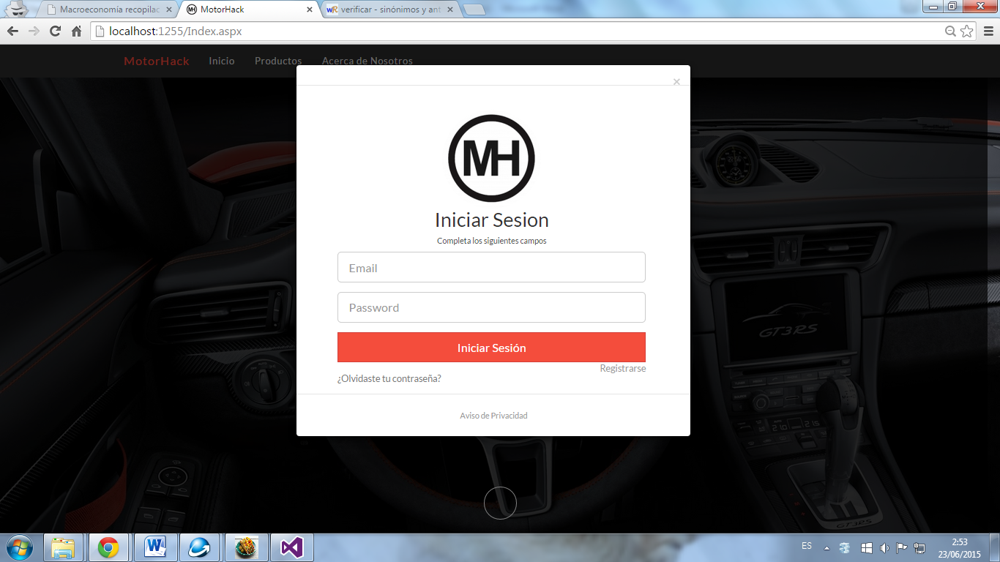 Macroeconomía recopilac
MotorHack
wR verificar - sinónimos y ant
localhost:1255/Index.aspx
MotorHack Inicio Productos Acerca de Nosotros
MH
Iniciar Sesion
Completa los siguientes campos
Email
Password
Iniciar Sesión
Registrarse
¿Olvidaste tu contraseña?
Aviso de Privacidad
GT3RS
GT3RS
ES
2:53
23/06/2015